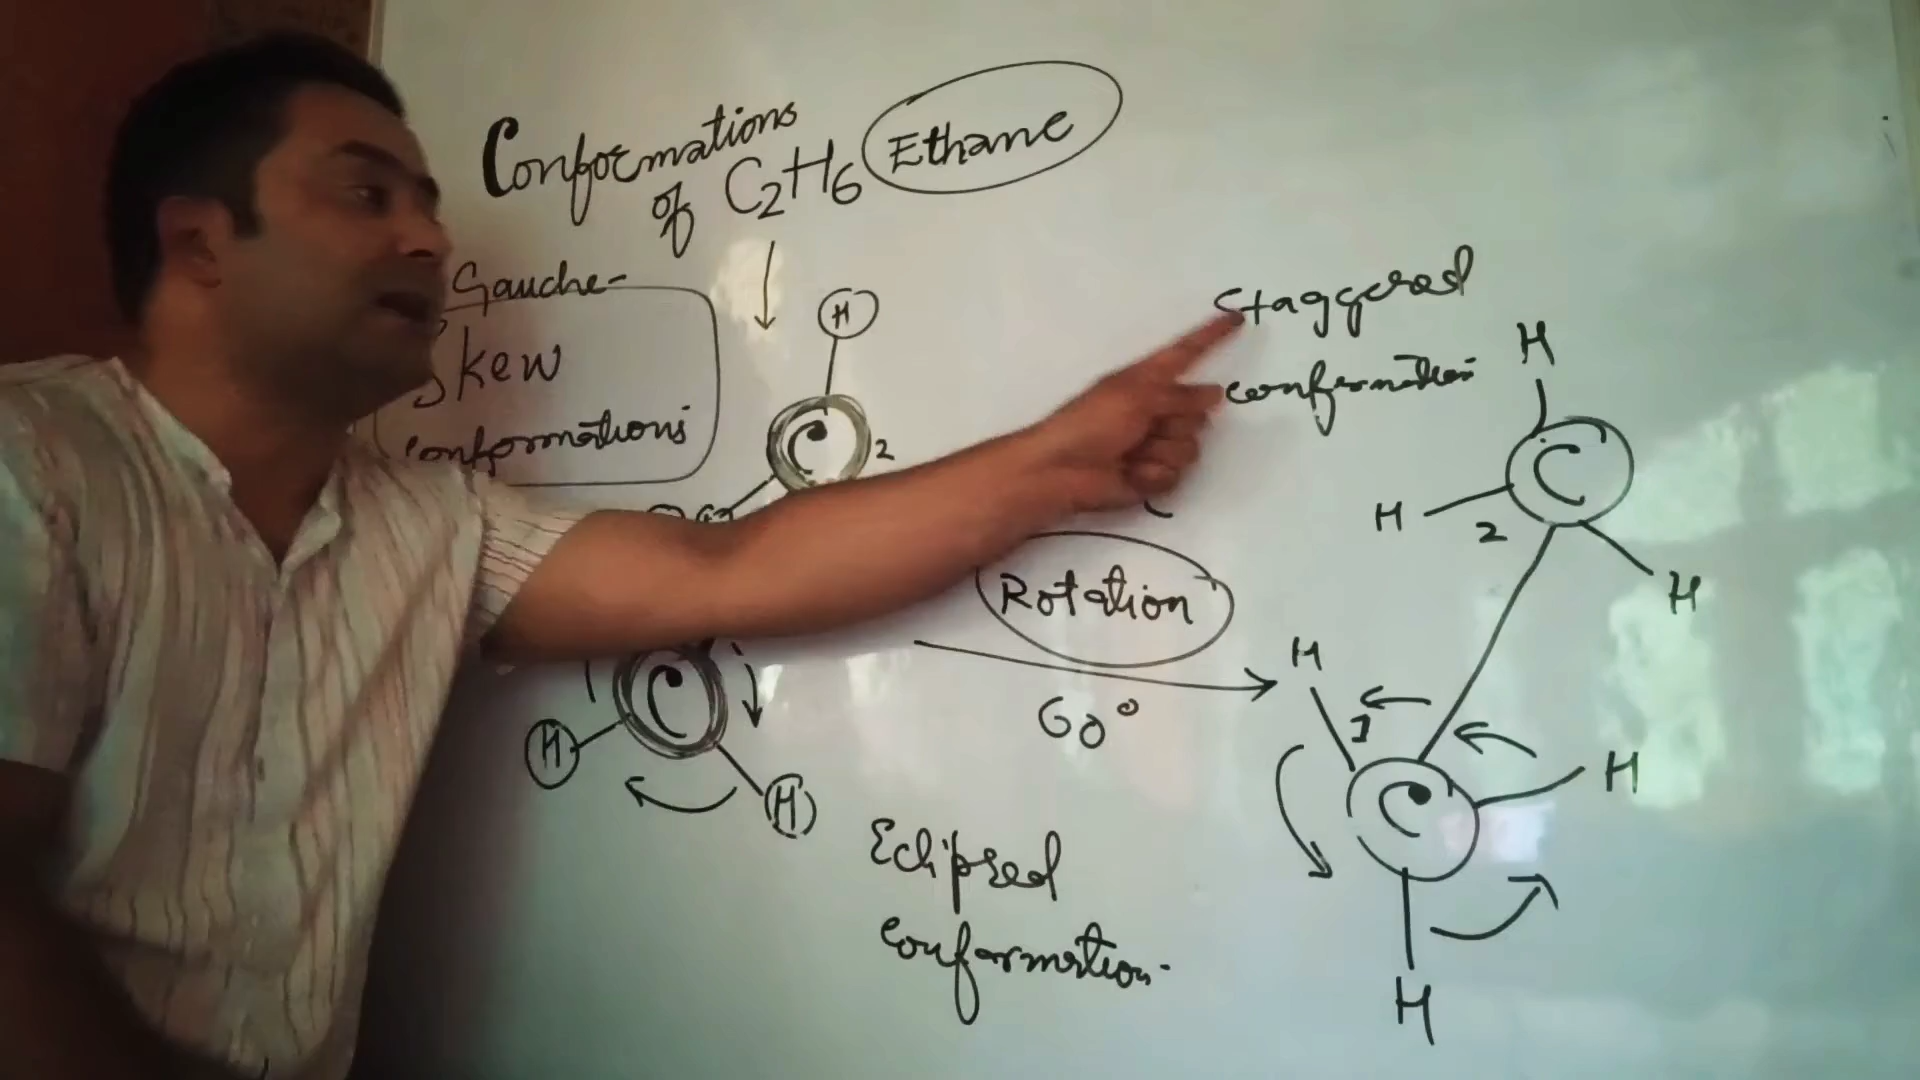 Conformations
of C2H6 Ethane
Gauche-
Skew
conformations
H
C 2
Rotation
60°
C
H
H
Eclipsed
conformation.
Staggered
conformation
H
C
H
2
H
H
1
H
C
H